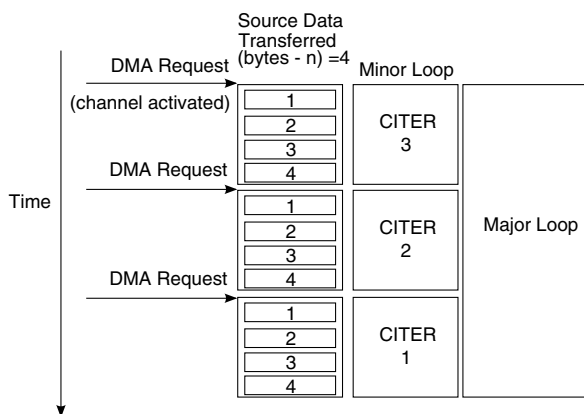 Source Data
Transferred
(bytes - n) =4
DMA Request
Minor Loop
(channel activated)
1
2
3
4
CITER
3
DMA Request
Time
1
2
3
4
CITER
2
Major Loop
DMA Request
1
2
3
4
CITER
1